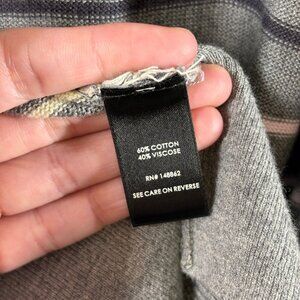 60% COTTON
40% VISCOSE
RN# 148862
SEE CARE ON REVERSE